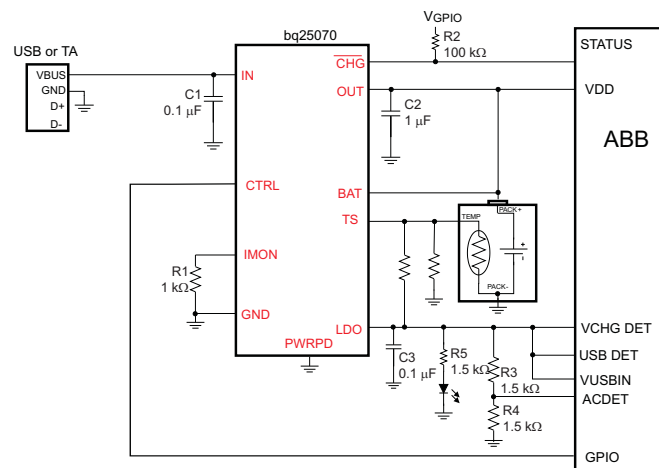 bq25070
VGPIO
R2
100 kΩ
USB or TA
VBUS
GND
D+
D-
IN
C1
0.1 μF
CHG
OUT
C2
1 μF
STATUS
VDD
ABB
CTRL
BAT
TS
TEMP
PACK+
+
-
PACK-
IMON
R1
1 kΩ
GND
LDO
PWRPD
C3
0.1 μF
R5
1.5 kΩ
R3
1.5 kΩ
R4
1.5 kΩ
VCHG DET
USB DET
VUSBIN
ACDET
GPIO